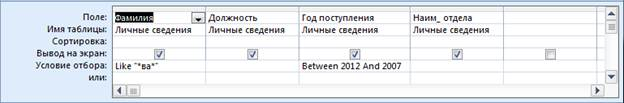 Поле: Фамилия Должность Год поступления Наим_ отдела
Имя таблицы: Личные сведения Личные сведения Личные сведения Личные сведения
Сортировка:
Вывод на экран:
Условие отбора: Like "*ва*" Between 2012 And 2007
или: